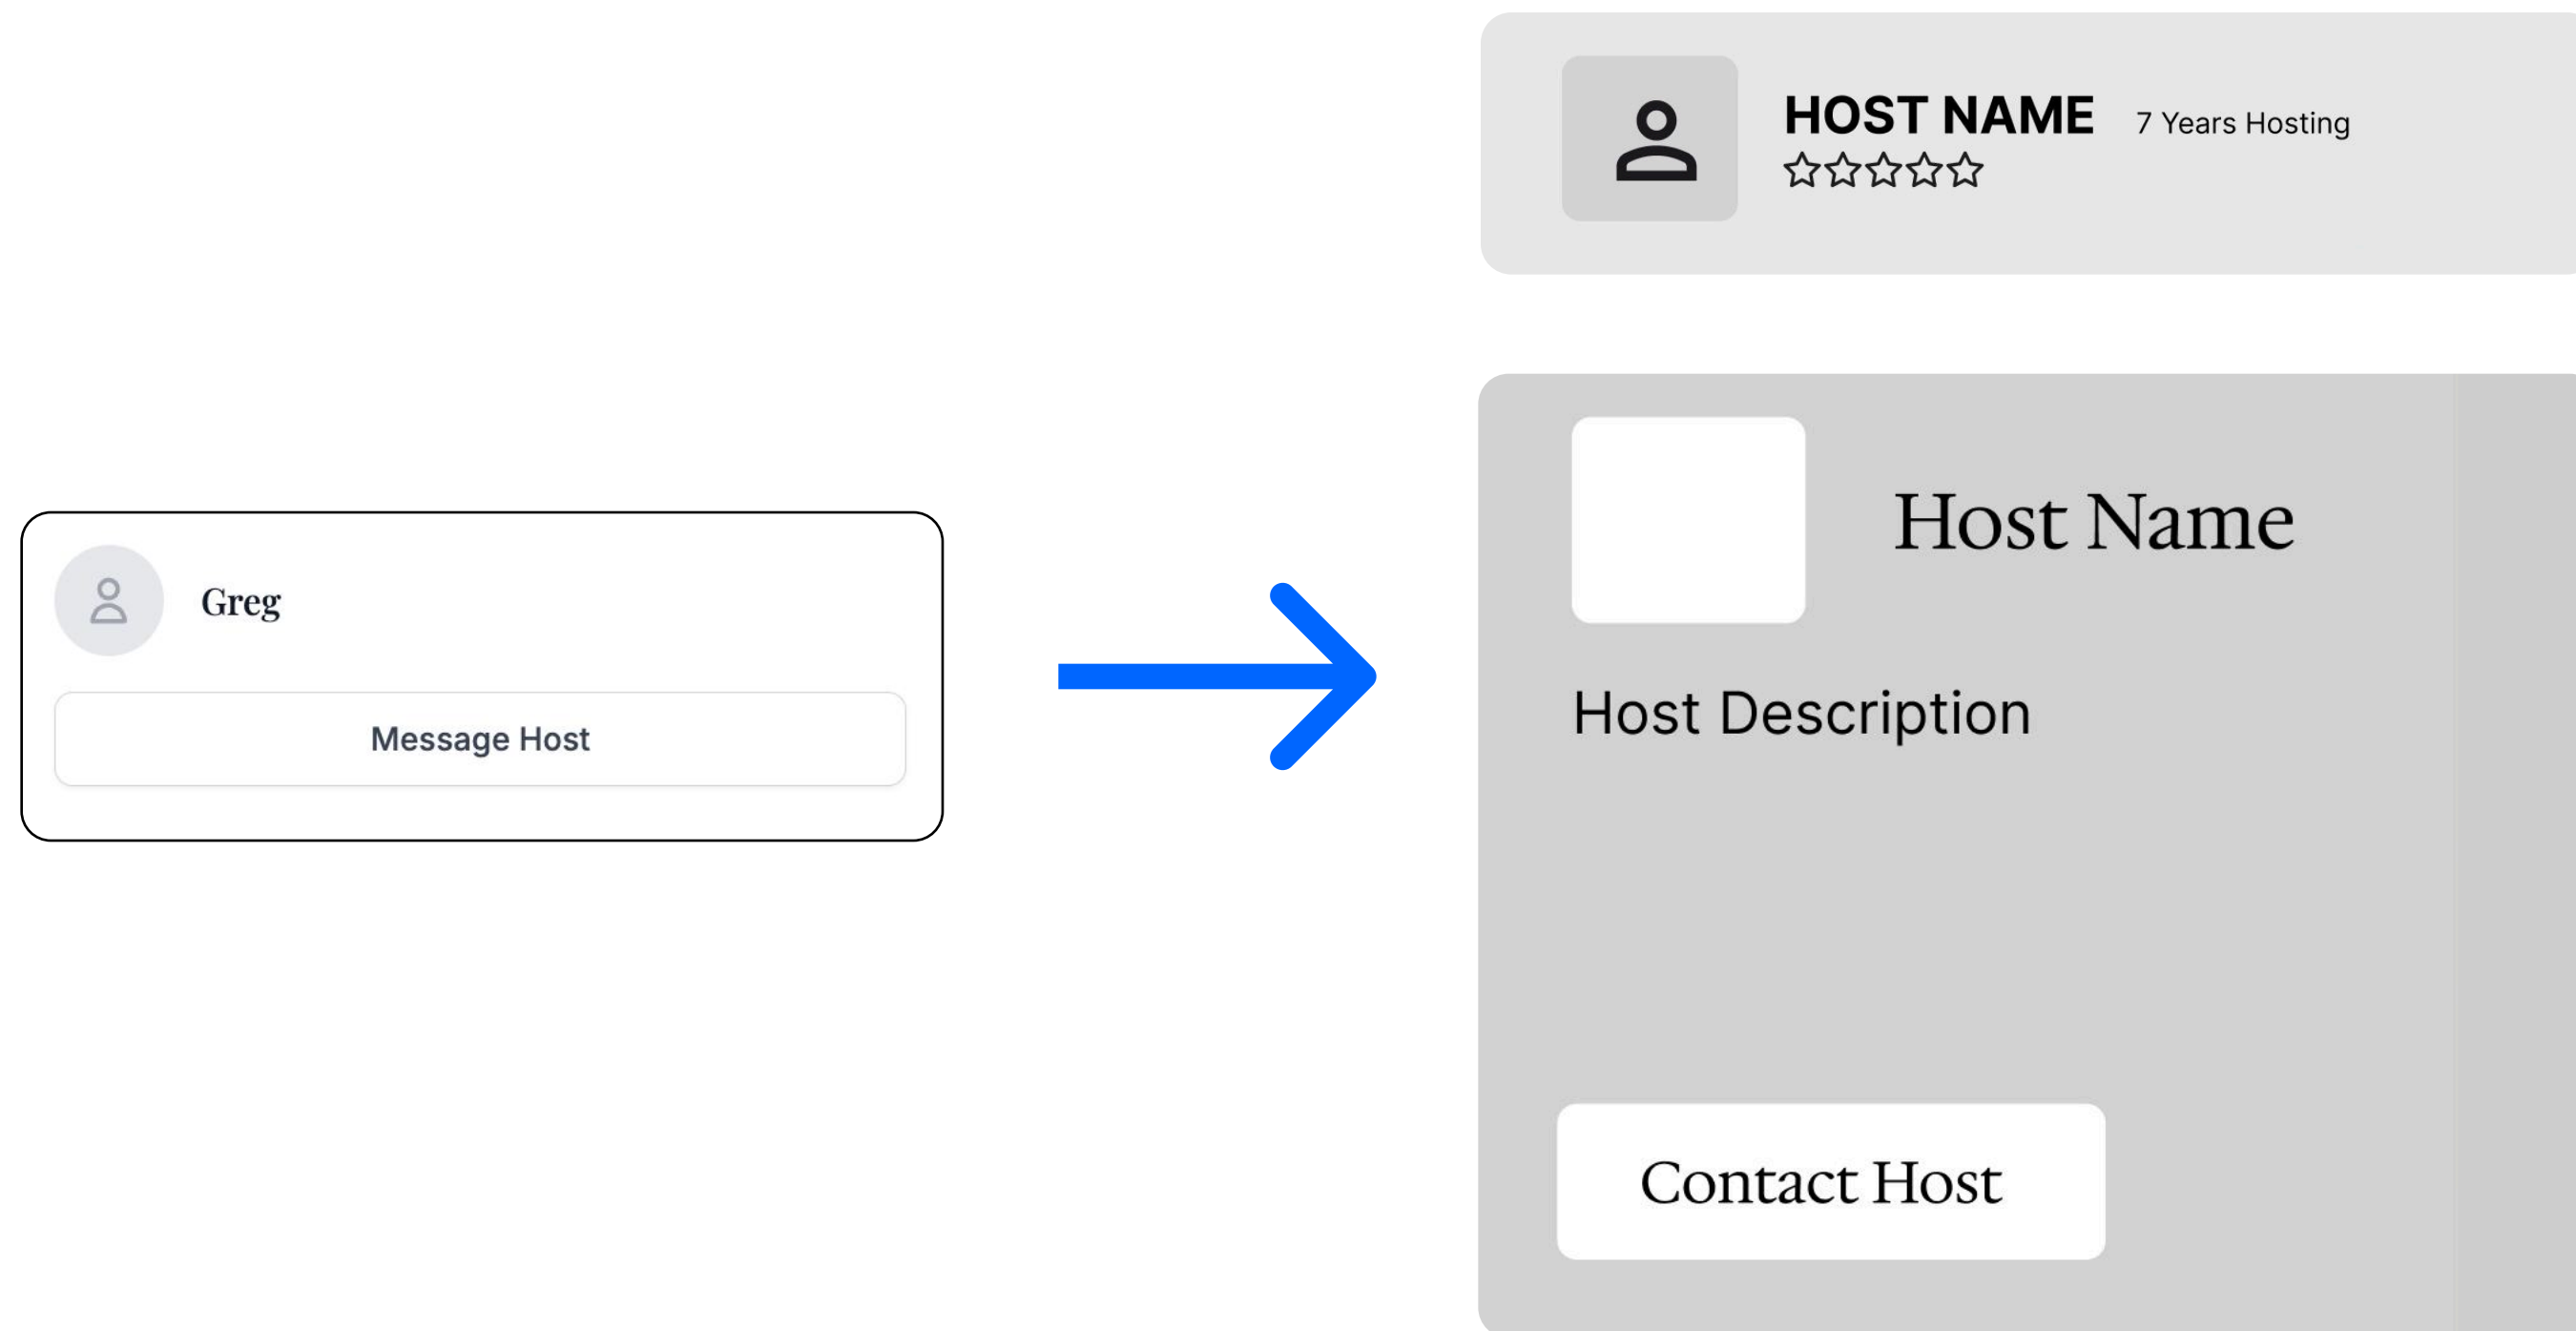 Greg
Message Host
HOST NAME 7 Years Hosting
Host Name
Host Description
Contact Host